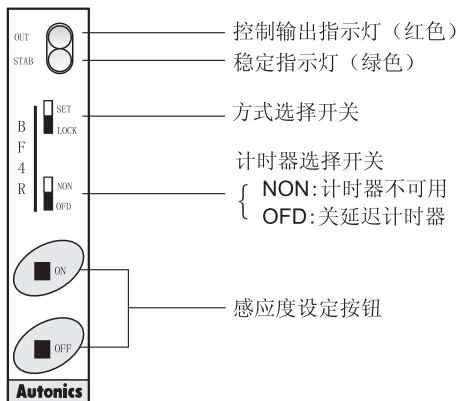 OUT
控制输出指示灯（红色）
STAB
稳定指示灯（绿色）
SET
LOCK
方式选择开关
BF4R
计时器选择开关
NON
OFD
NON:计时器不可用
OFD:关延迟计时器
ON
感应度设定按钮
OFF
Autonics